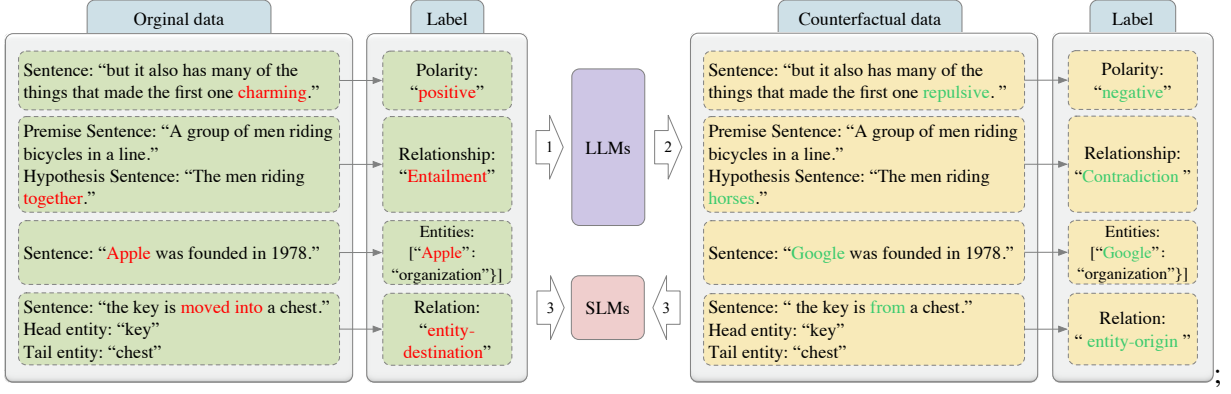 Orginal data
Label
Sentence: “but it also has many of the
things that made the first one charming.”
Polarity:
“positive”
Premise Sentence: “A group of men riding
bicycles in a line.”
Hypothesis Sentence: “The men riding
together.”
Relationship:
“Entailment”
Sentence: “Apple was founded in 1978.”
Entities:
[“Apple”:
“organization”}]
Sentence: “the key is moved into a chest.”
Head entity: “key”
Tail entity: “chest”
Relation:
“entity-
destination”
1
LLMs
2
3
SLMs
3
Counterfactual data
Label
Sentence: “but it also has many of the
things that made the first one repulsive. ”
Polarity:
“negative”
Premise Sentence: “A group of men riding
bicycles in a line.”
Hypothesis Sentence: “The men riding
horses.”
Relationship:
“Contradiction ”
Sentence: “Google was founded in 1978.”
Entities:
[“Google”:
“organization”}]
Sentence: “ the key is from a chest.”
Head entity: “key”
Tail entity: “chest”
Relation:
“ entity-origin ”
;